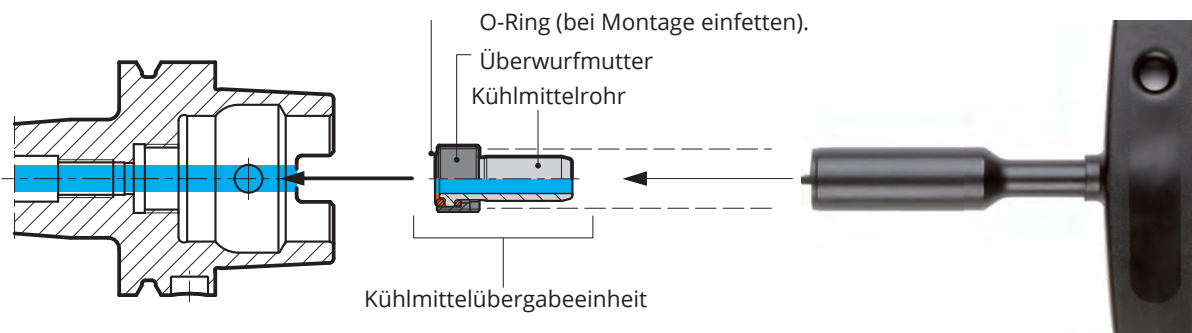 O-Ring (bei Montage einfetten).
Überwurfmutter
Kühlmittelrohr
Kühlmittelübergabeeinheit